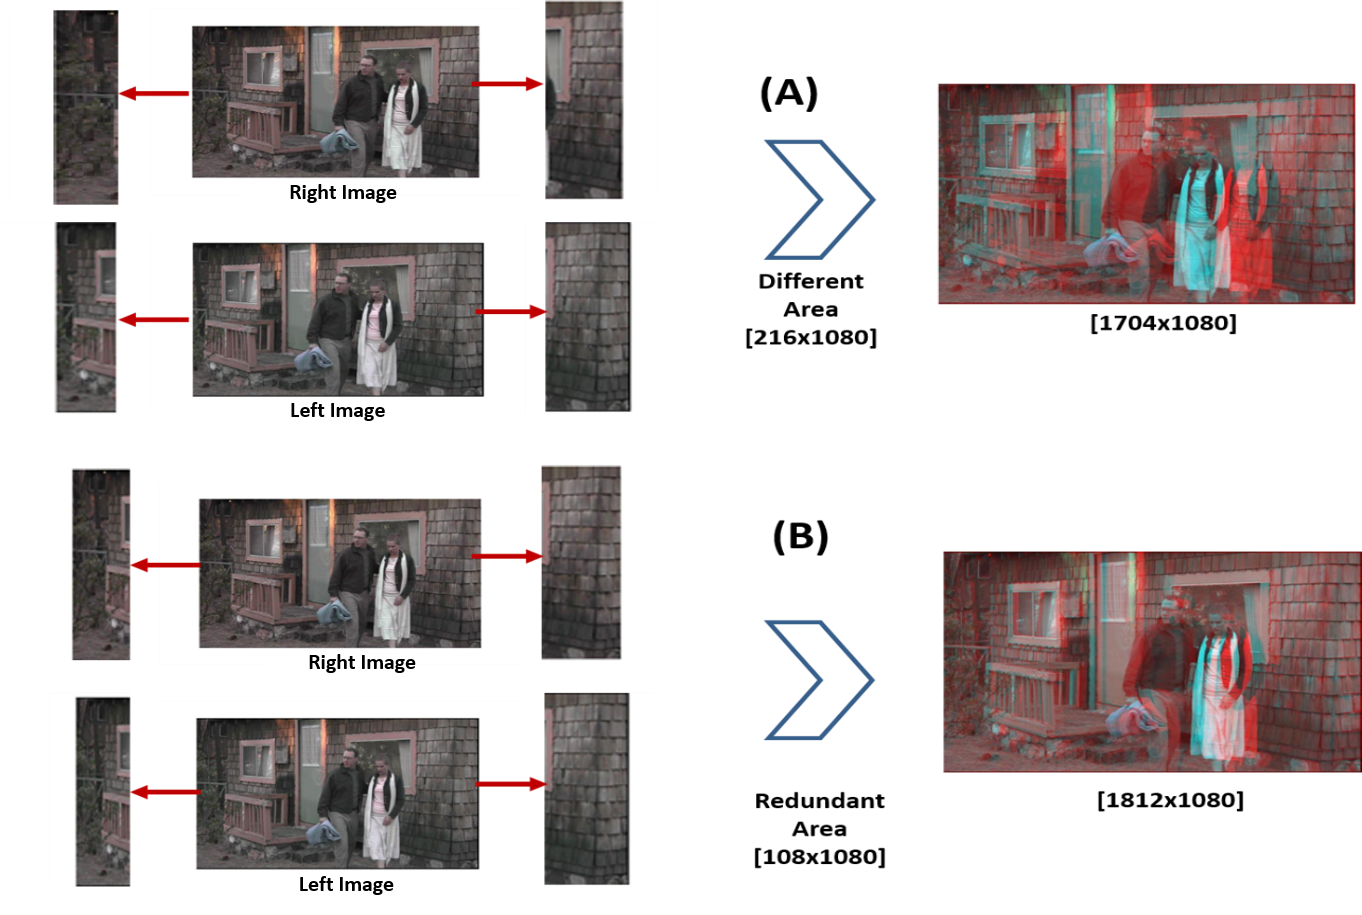 Right Image
Left Image
(A)
Different
Area
[216x1080]
[1704x1080]
Right Image
Left Image
(B)
Redundant
Area
[108x1080]
[1812x1080]